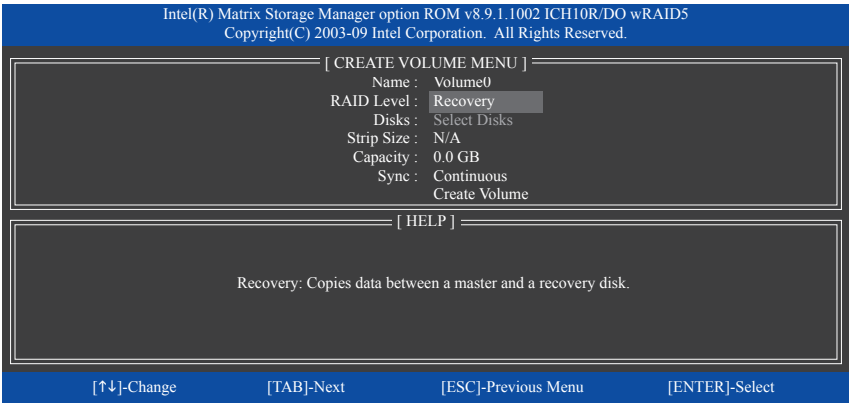 Intel(R) Matrix Storage Manager option ROM v8.9.1.1002 ICH10R/DO wRAID5
Copyright(C) 2003-09 Intel Corporation. All Rights Reserved.
[ CREATE VOLUME MENU ]
Name : Volume0
RAID Level : Recovery
Disks : Select Disks
Strip Size : N/A
Capacity : 0.0 GB
Sync : Continuous
Create Volume
[ HELP ]
Recovery: Copies data between a master and a recovery disk.
[↑↓]-Change [TAB]-Next [ESC]-Previous Menu [ENTER]-Select